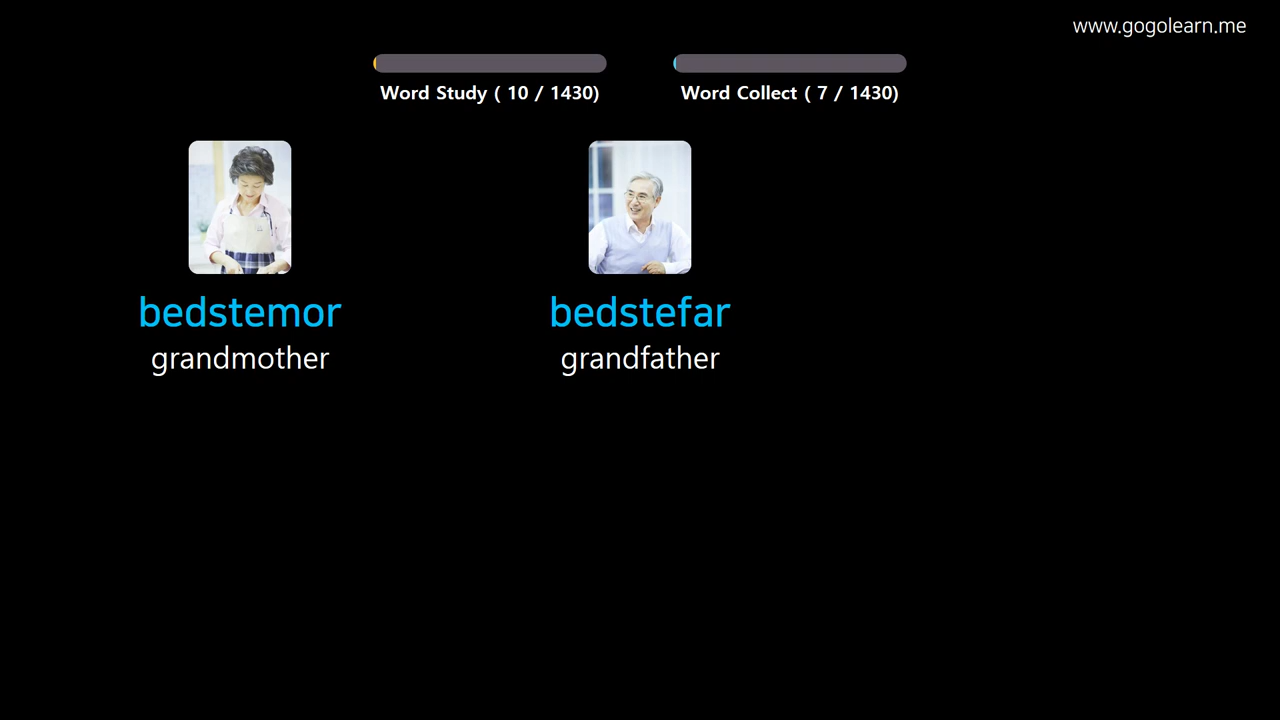 www.gogolearn.me
Word Study ( 10 / 1430)
Word Collect ( 7 / 1430)
bedstemor
grandmother
bedstefar
grandfather